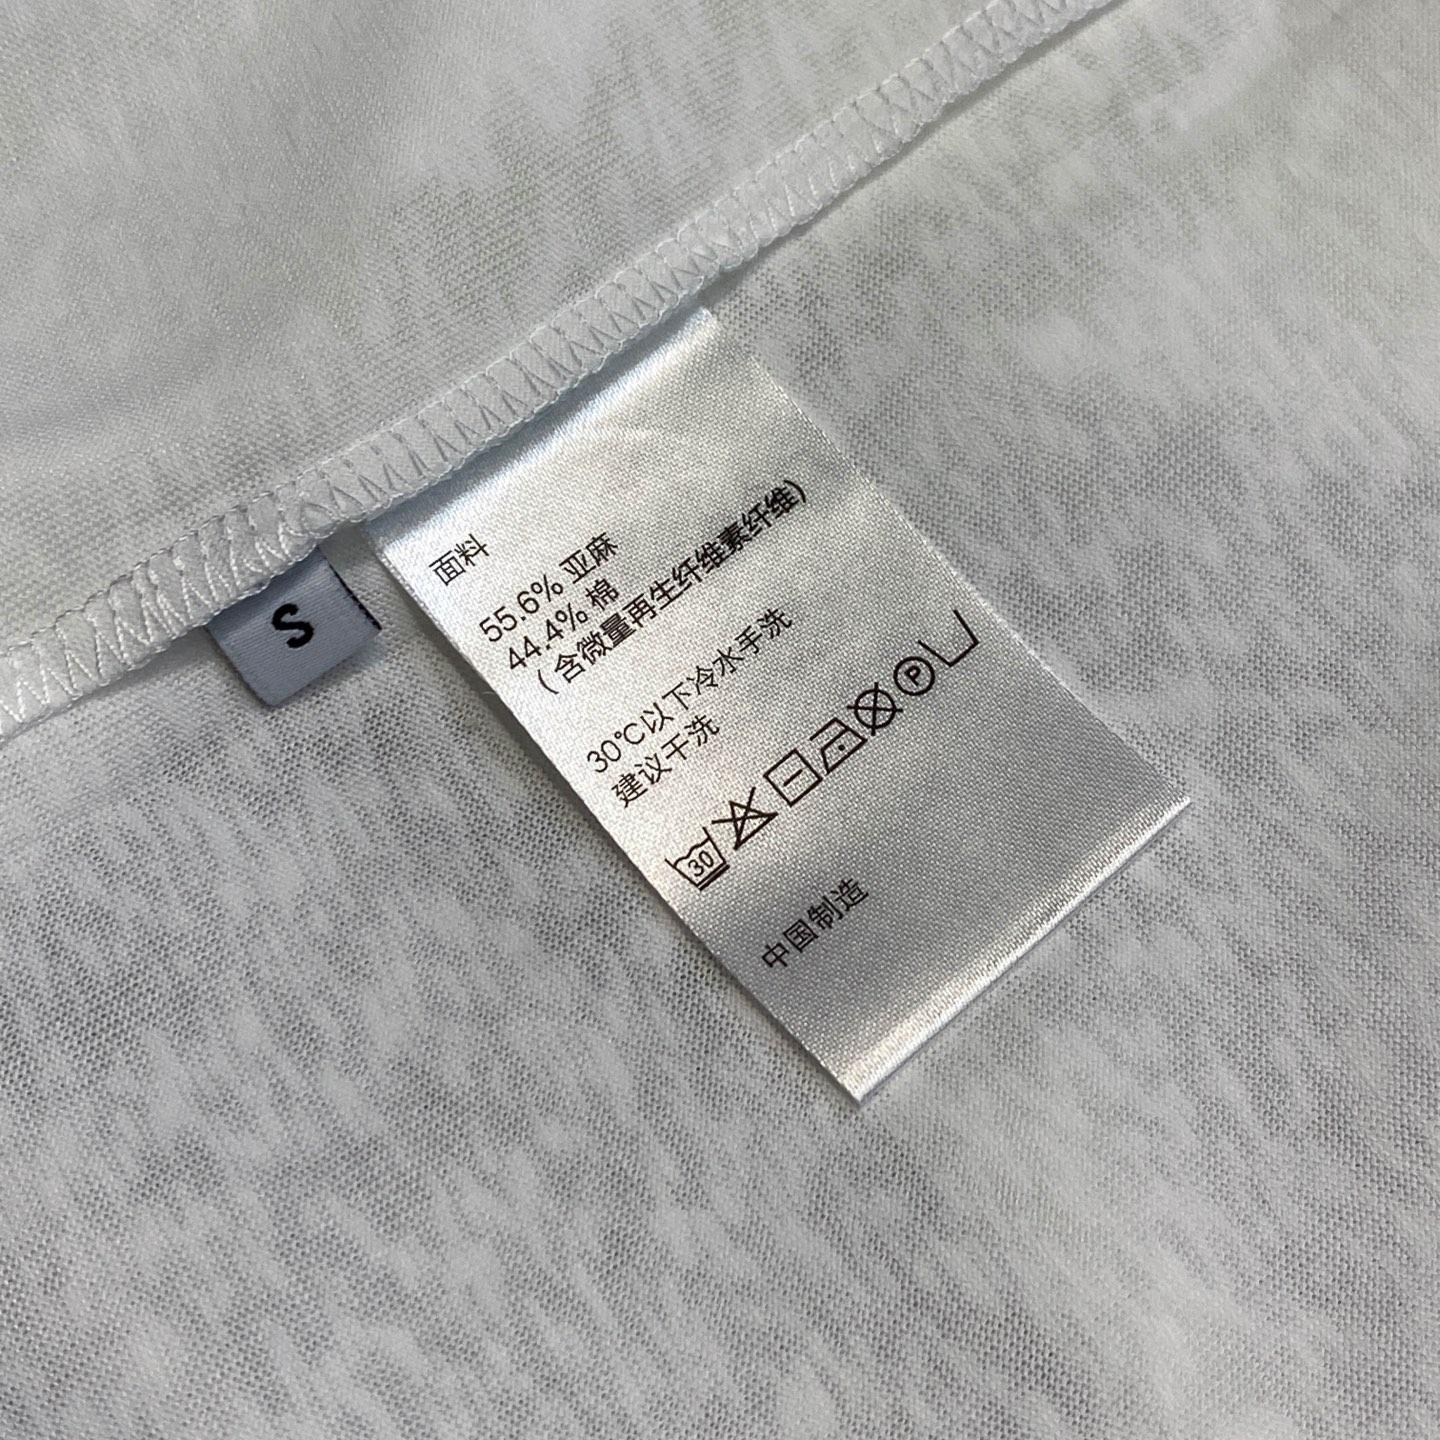 面料
55.6% 亚麻
44.4% 棉
(含微量再生纤维素纤维)
30℃以下冷水手洗
建议干洗
30
P
中国制造
S